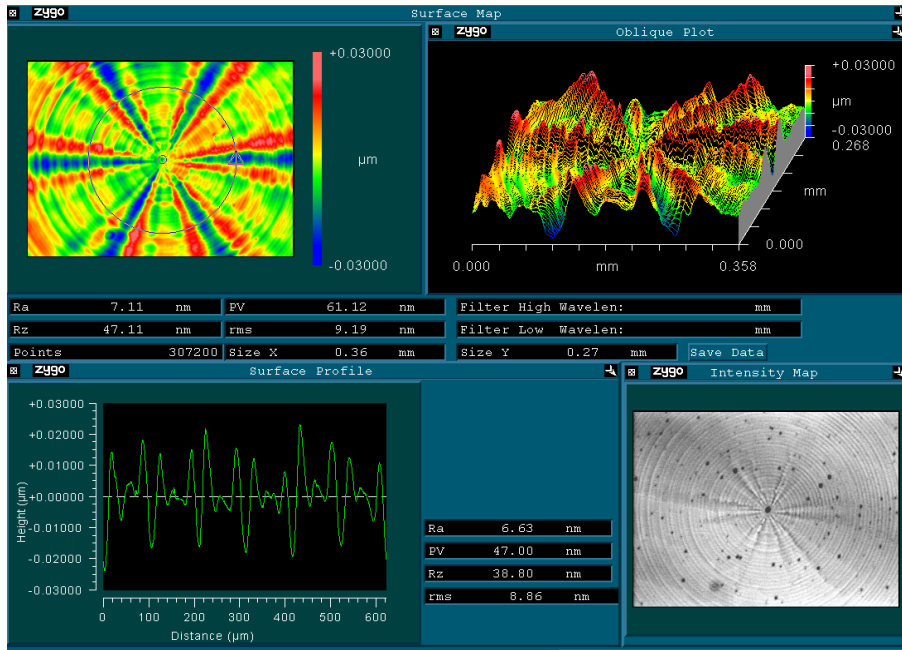 zygo Surface Map
+0.03000
µm
-0.03000
zygo Oblique Plot
+0.03000
µm
-0.03000
0.268
mm
0.000
0.000 mm 0.358
Ra 7.11 nm PV 61.12 nm Filter High Wavelen: mm
Rz 47.11 nm rms 9.19 nm Filter Low Wavelen: mm
Points 307200 Size X 0.36 mm Size Y 0.27 mm Save Data
zygo Surface Profile
+0.03000
+0.02000
+0.01000
+0.00000
-0.01000
-0.02000
-0.03000
Height (µm)
0 100 200 300 400 500 600
Distance (µm)
Ra 6.63 nm
PV 47.00 nm
Rz 38.80 nm
rms 8.86 nm
zygo Intensity Map